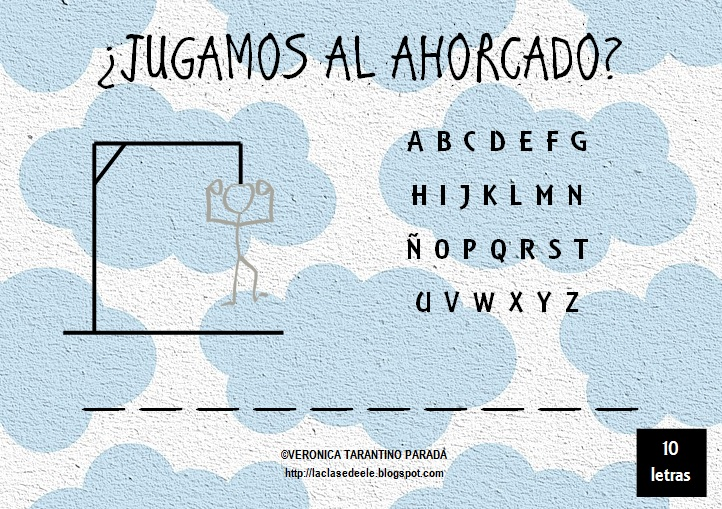 ¿JUGAMOS AL AHORCADO?
A B C D E F G
H I J K L M N
Ñ O P Q R S T
U V W X Y Z
©VERONICA TARANTINO PARADÁ
http://laclasedeele.blogspot.com
10
letras